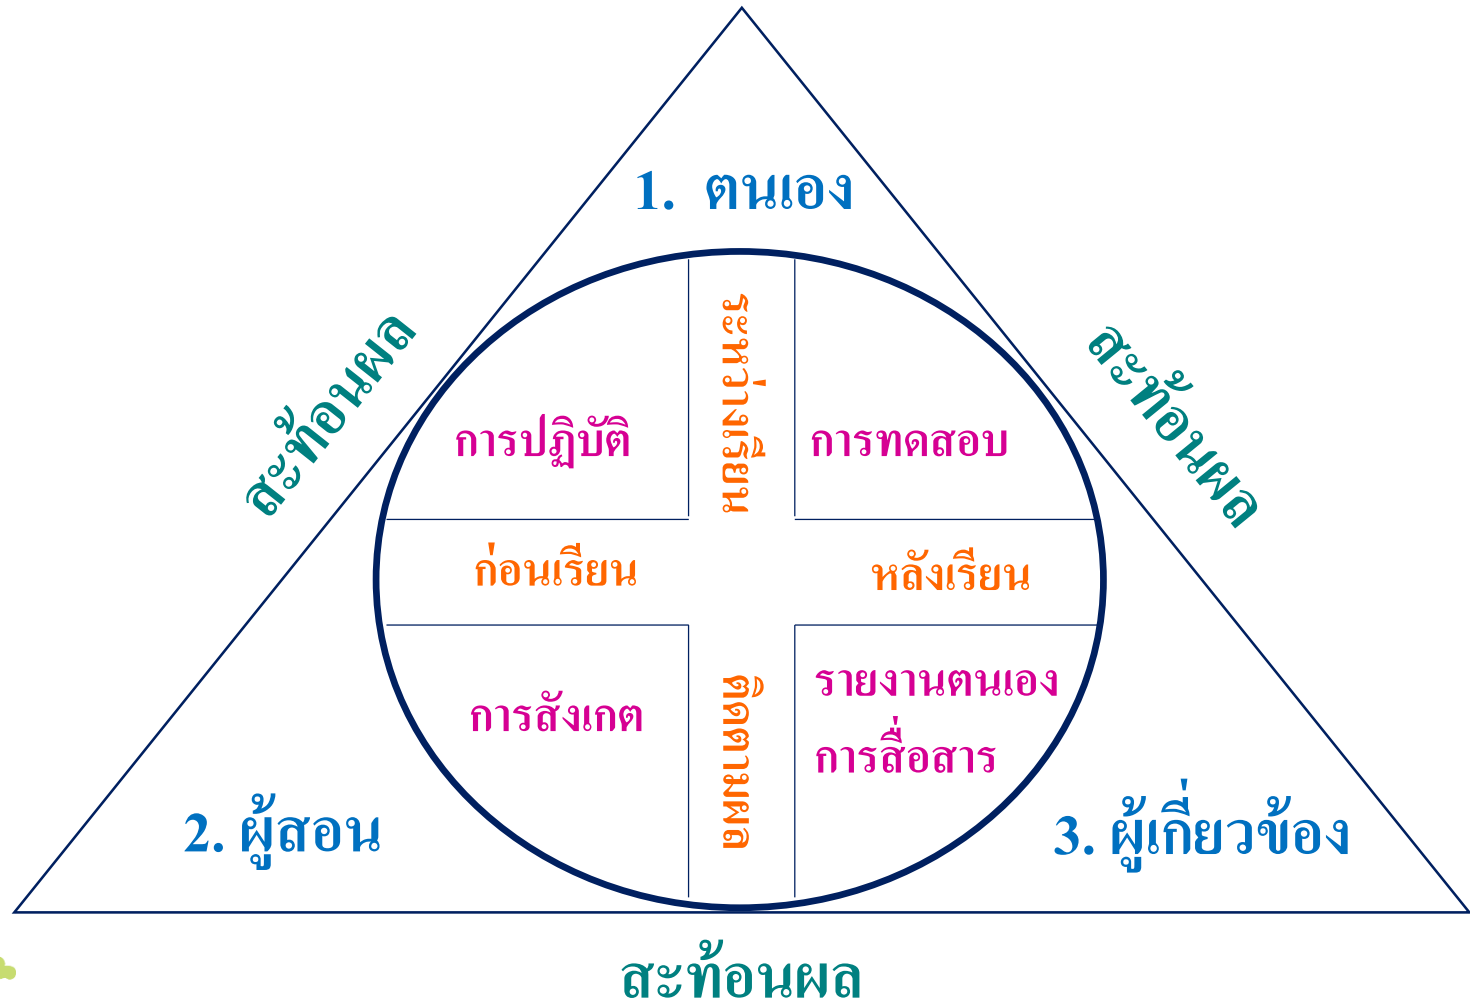 1. ตนเอง
สะท้อนผล
สะท้อนผล
ระหว่างเรียน
การปฏิบัติ
การทดสอบ
ก่อนเรียน
หลังเรียน
การสังเกต
ติดตามผล
รายงานตนเอง
การสื่อสาร
2. ผู้สอน
3. ผู้เกี่ยวข้อง
สะท้อนผล